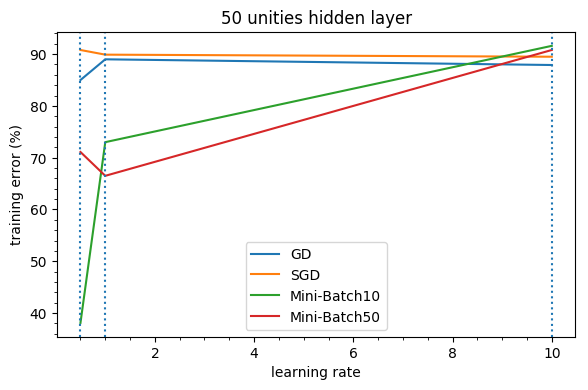 50 unities hidden layer
training error (%)
90
80
70
60
50
40
GD
SGD
Mini-Batch10
Mini-Batch50
2
4
6
8
10
learning rate